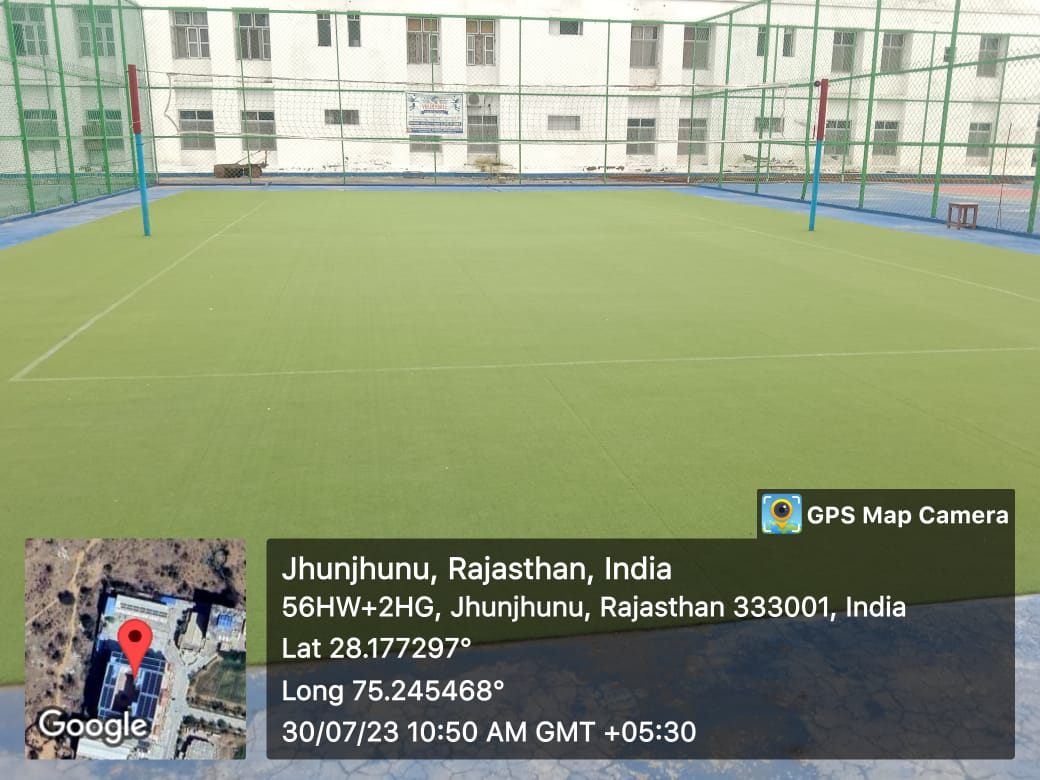 VOLLEYBALL
GPS Map Camera
Jhunjhunu, Rajasthan, India
56HW+2HG, Jhunjhunu, Rajasthan 333001, India
Lat 28.177297°
Long 75.245468°
30/07/23 10:50 AM GMT +05:30
Google